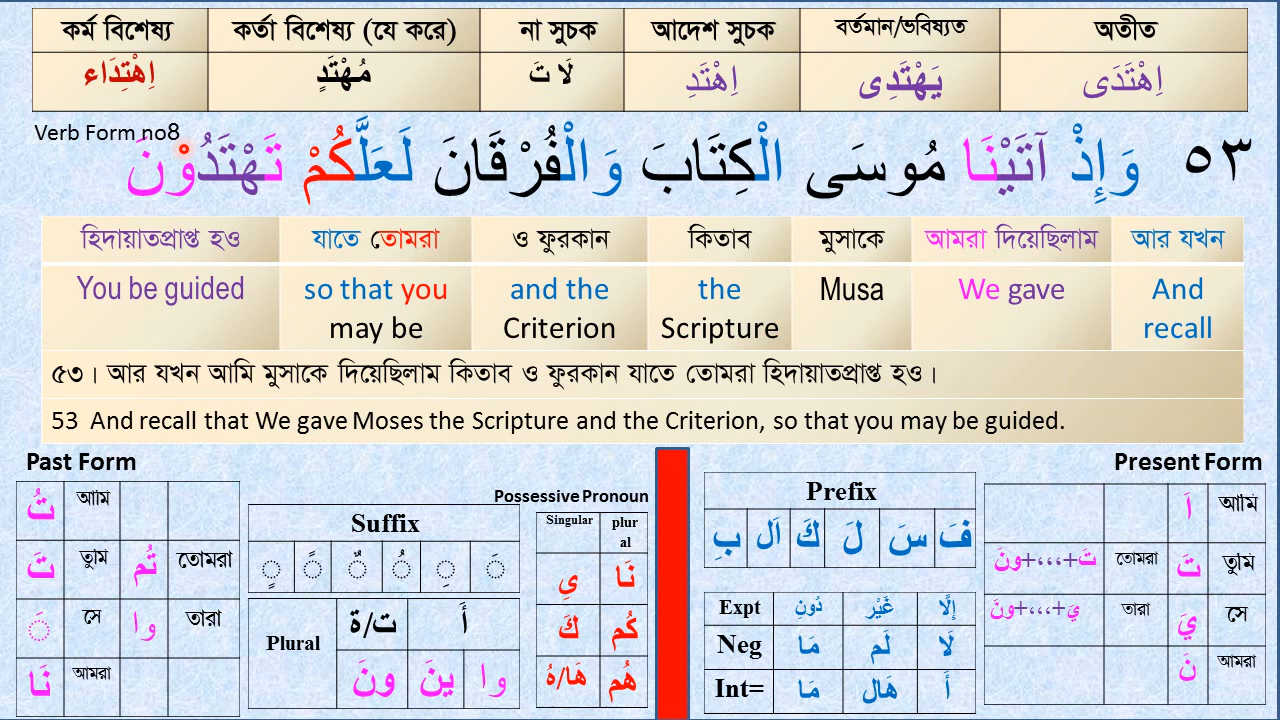 কর্ম বিশেষ্য কর্তা বিশেষ্য (যে করে) না সুচক আদেশ সুচক বর্তমান/ভবিষ্যত অতীত
اِهْتِدَاء مُهْتَدٍ لَا تَ اِهْتَدِ يَهْتَدِى اِهْتَدَى
Verb Form no8
٥٣ وَإِذْ آتَيْنَا مُوسَى الْكِتَابَ وَالْفُرْقَانَ لَعَلَّكُمْ تَهْتَدُوْنَ
হিদায়াতপ্রাপ্ত হও যাতে তোমরা ও ফুরকান কিতাব মুসাকে আমরা দিয়েছিলাম আর যখন
You be guided so that you may be and the Criterion the Scripture Musa We gave And recall
৫৩। আর যখন আমি মুসাকে দিয়েছিলাম কিতাব ও ফুরকান যাতে তোমরা হিদায়াতপ্রাপ্ত হও।
53 And recall that We gave Moses the Scripture and the Criterion, so that you may be guided.
Past Form
تُ আমি
تَ তুমি تُم তোমরা
َ সে وا তারা
نَا আমরা
Suffix
ٍ ً ٌ ُ ِ َ
Plural ة/ت أَ
ونَ ينَ وا
Possessive Pronoun
Singular plural
يِ نَا
كَ كُم
هَا/هُ هُم
Prefix
بِ اَل كَ لَ سَ فَ
Expt دُونِ غَيْر إِلَّا
Neg مَا لَم لَا
Int= مَا هَال أَ
Present Form
اَ আমি
تَ+،،،+ونَ তোমরা تَ তুমি
يَ+،،،+ونَ তারা يَ সে
نَ আমরা